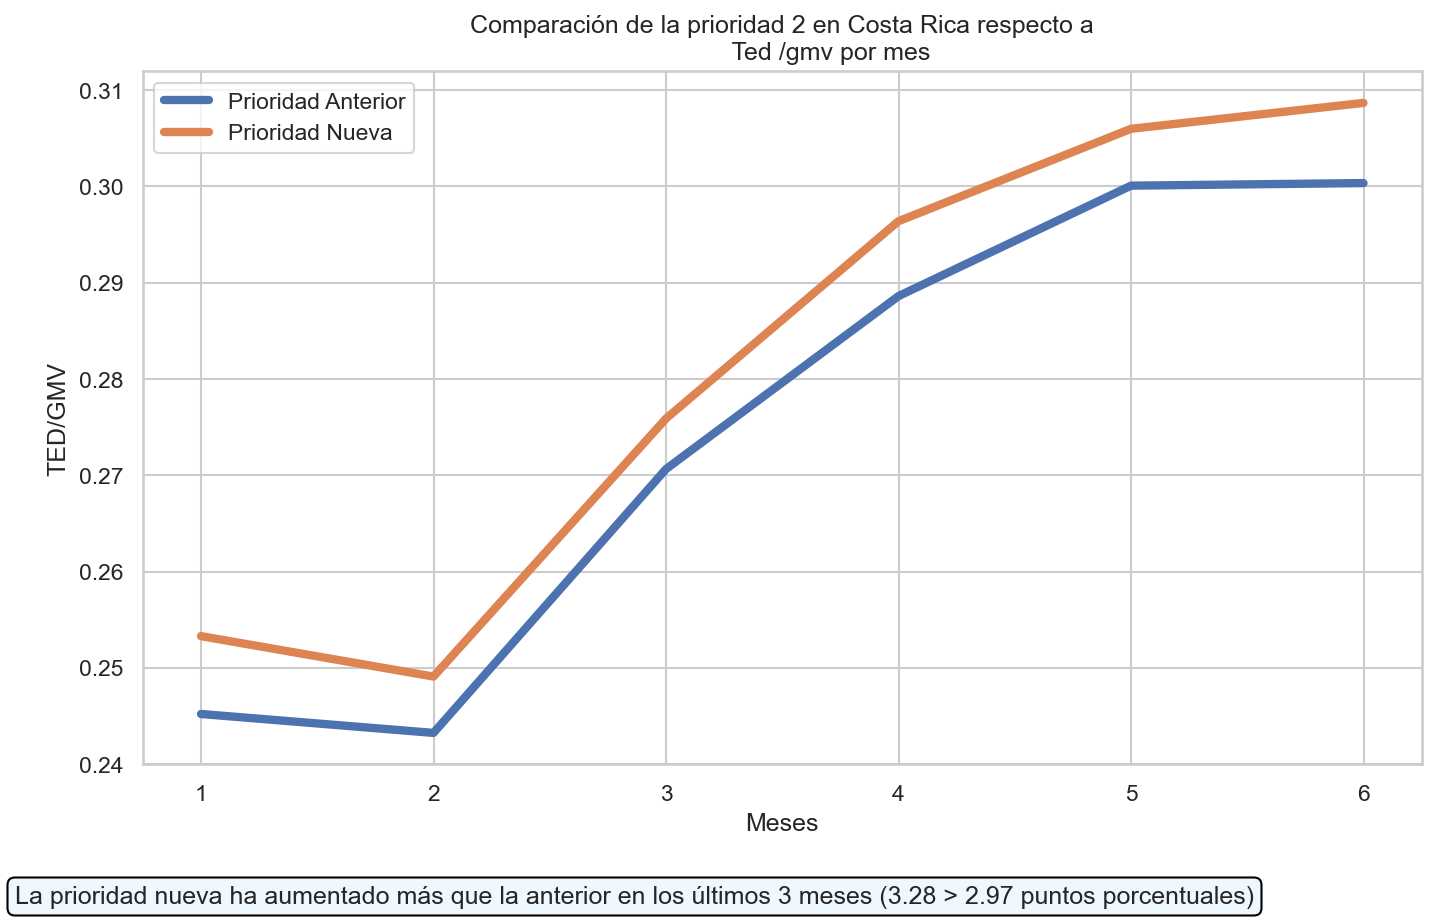 Comparación de la prioridad 2 en Costa Rica respecto a
Ted /gmv por mes
Prioridad Anterior
Prioridad Nueva
0.31
0.30
0.29
0.28
0.27
0.26
0.25
0.24
TED/GMV
1 2 3 4 5 6
Meses
La prioridad nueva ha aumentado más que la anterior en los últimos 3 meses (3.28 > 2.97 puntos porcentuales)